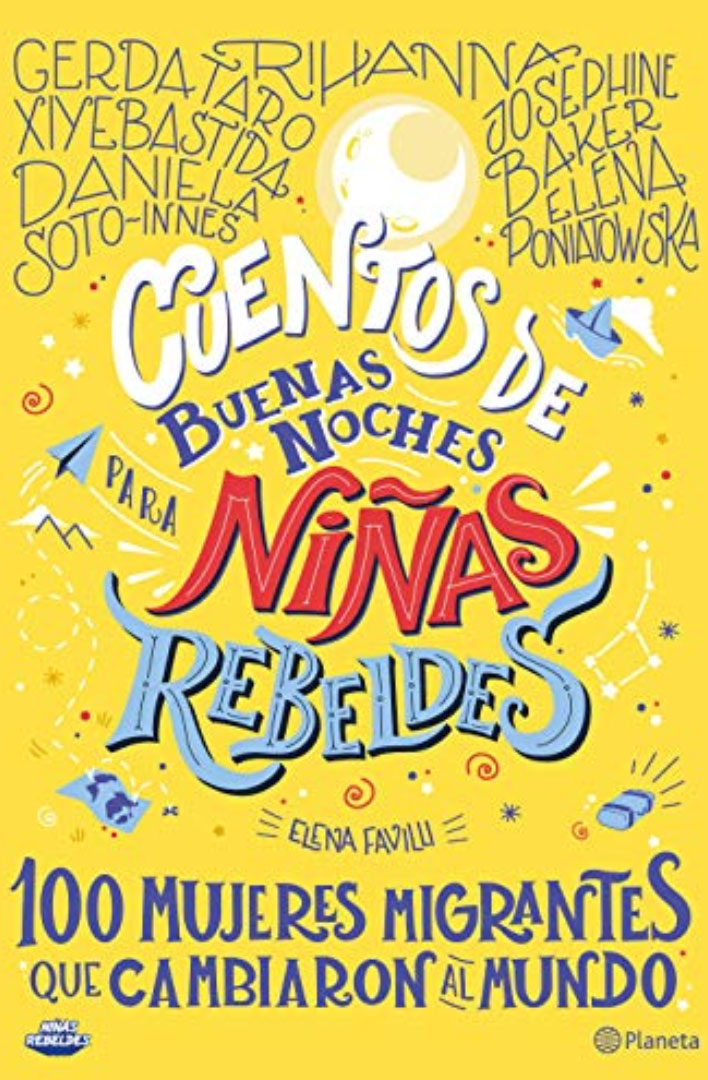 GERDA TARO
RIHANNA
XIYE BASTIDA
DANIELA
SOTO-INNES
JOSEPHINE
BAKER
ELENA
PONIATOWSKA
CUENTOS DE
BUENAS
NOCHES
PARA
NIÑAS
REBELDES
ELENA FAVILLI
100 MUJERES MIGRANTES
QUE CAMBIARON AL MUNDO
NIÑAS
REBELDES
Planeta